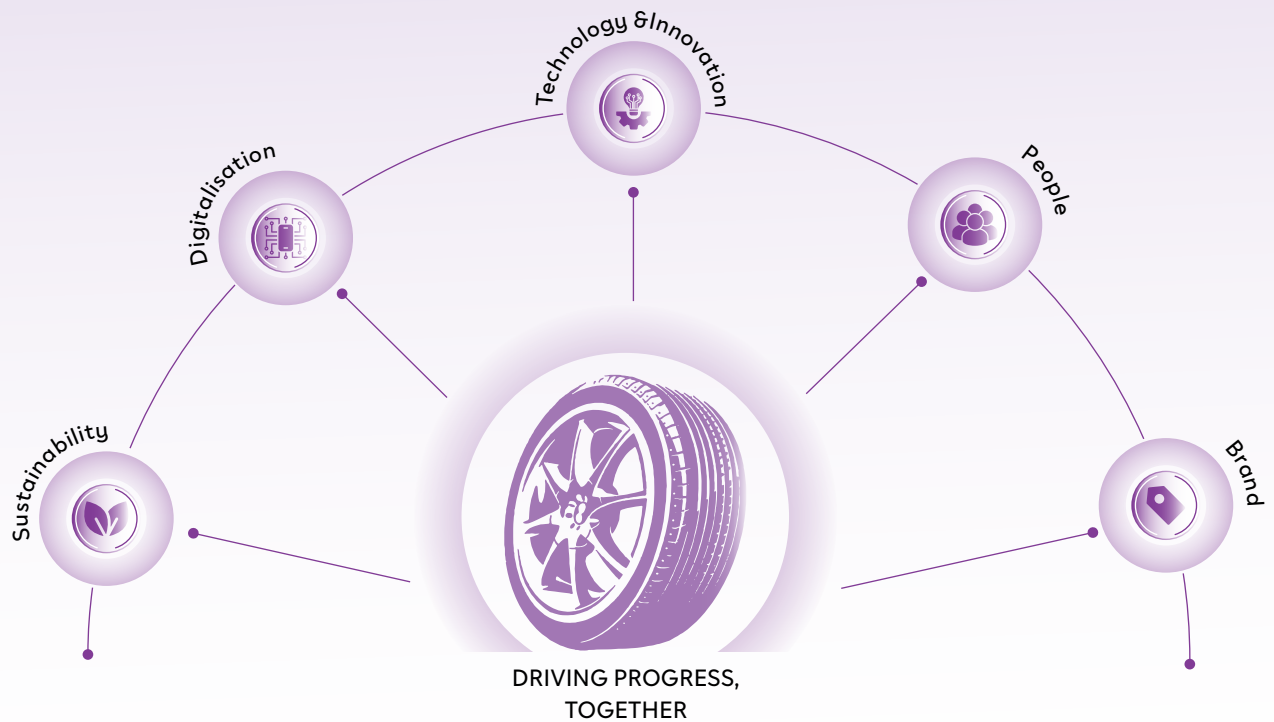 Technology &Innovation
Digitalisation
People
Sustainability
Brand
DRIVING PROGRESS,
TOGETHER